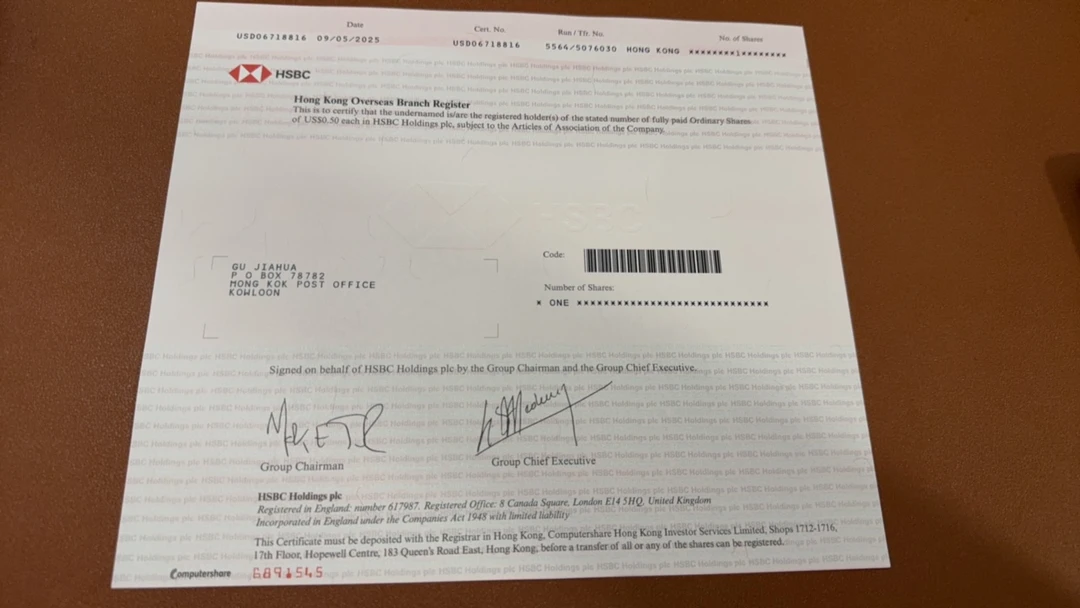 Date
Cert. No.
Run / Tfr. No.
No. of Shares
USD06718816 09/05/2025
USD06718816
5564/5076030 HONG KONG ********1********
HSBC
Hong Kong Overseas Branch Register
This is to certify that the undernamed is/are the registered holder(s) of the stated number of fully paid Ordinary Shares
of US$0.50 each in HSBC Holdings plc, subject to the Articles of Association of the Company.
HSBC
Code:
GU JIAHUA
P O BOX 78782
MONG KOK POST OFFICE
KOWLOON
Number of Shares:
* ONE ******************************
Signed on behalf of HSBC Holdings plc by the Group Chairman and the Group Chief Executive.
Group Chairman
Group Chief Executive
HSBC Holdings plc
Registered in England: number 617987. Registered Office: 8 Canada Square, London E14 5HQ, United Kingdom
Incorporated in England under the Companies Act 1948 with limited liability
This Certificate must be deposited with the Registrar in Hong Kong, Computershare Hong Kong Investor Services Limited, Shops 1712-1716,
17th Floor, Hopewell Centre, 183 Queen's Road East, Hong Kong, before a transfer of all or any of the shares can be registered.
Computershare
6891545